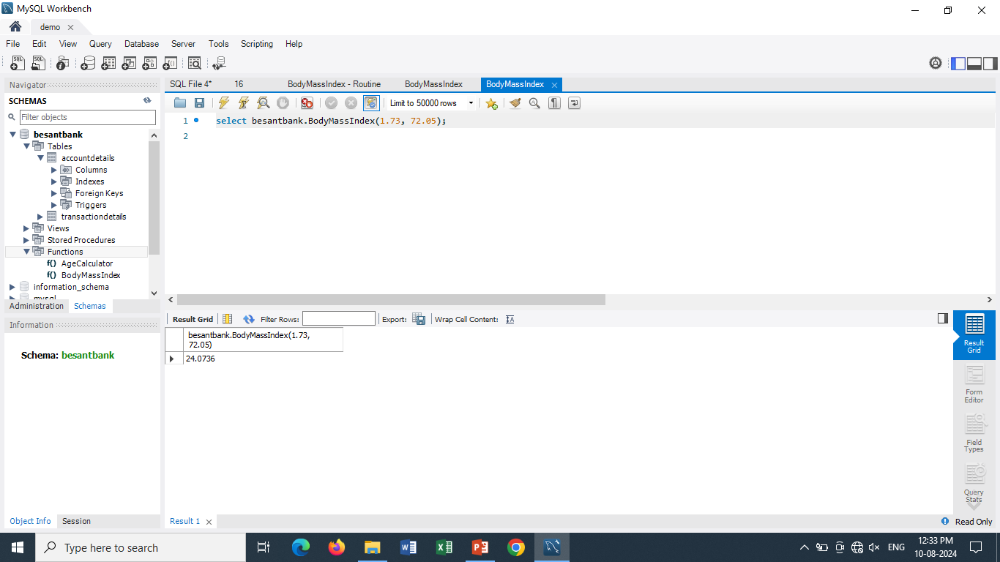 MySQL Workbench
demo
File Edit View Query Database Server Tools Scripting Help
Navigator
SCHEMAS
Filter objects
besantbank
Tables
accountdetails
Columns
Indexes
Foreign Keys
Triggers
transactiondetails
Views
Stored Procedures
Functions
f() AgeCalculator
f() BodyMassIndex
information_schema
mysql
Administration Schemas
Information
Schema: besantbank
Object Info Session
SQL File 4* 16 BodyMassIndex - Routine BodyMassIndex BodyMassIndex
Limit to 50000 rows
1 select besantbank.BodyMassIndex(1.73, 72.05);
2
Result Grid Filter Rows: Export: Wrap Cell Content:
besantbank.BodyMassIndex(1.73,
72.05)
24.0736
Result
Grid
Form
Editor
Field
Types
Query
Stats
Result 1
Read Only
Type here to search
ENG
12:33 PM
10-08-2024